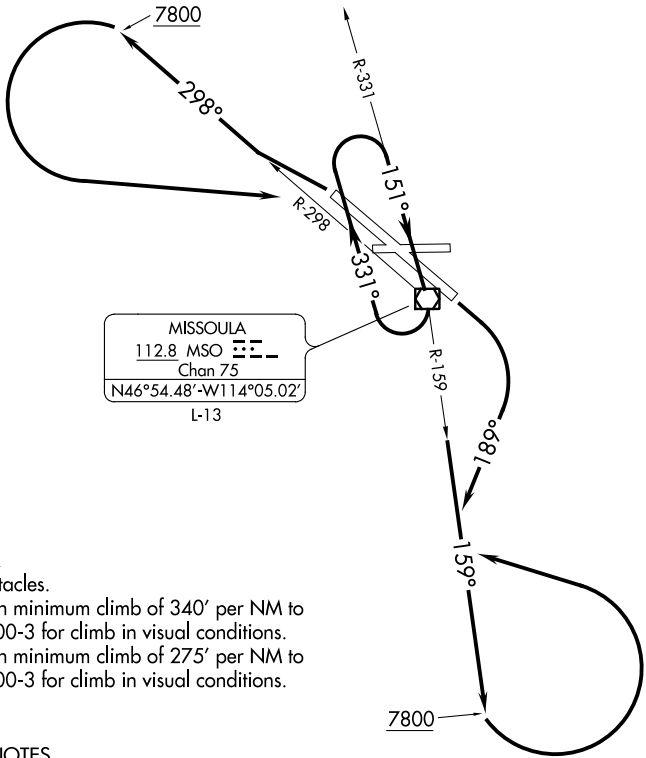 7800
298°
R-331
151°
R-298
331°
MISSOULA
112.8 MSO
Chan 75
N46°54.48'-W114°05.02'
L-13
R-159
189°
159°
tacles.
n minimum climb of 340' per NM to
00-3 for climb in visual conditions.
n minimum climb of 275' per NM to
00-3 for climb in visual conditions.
7800